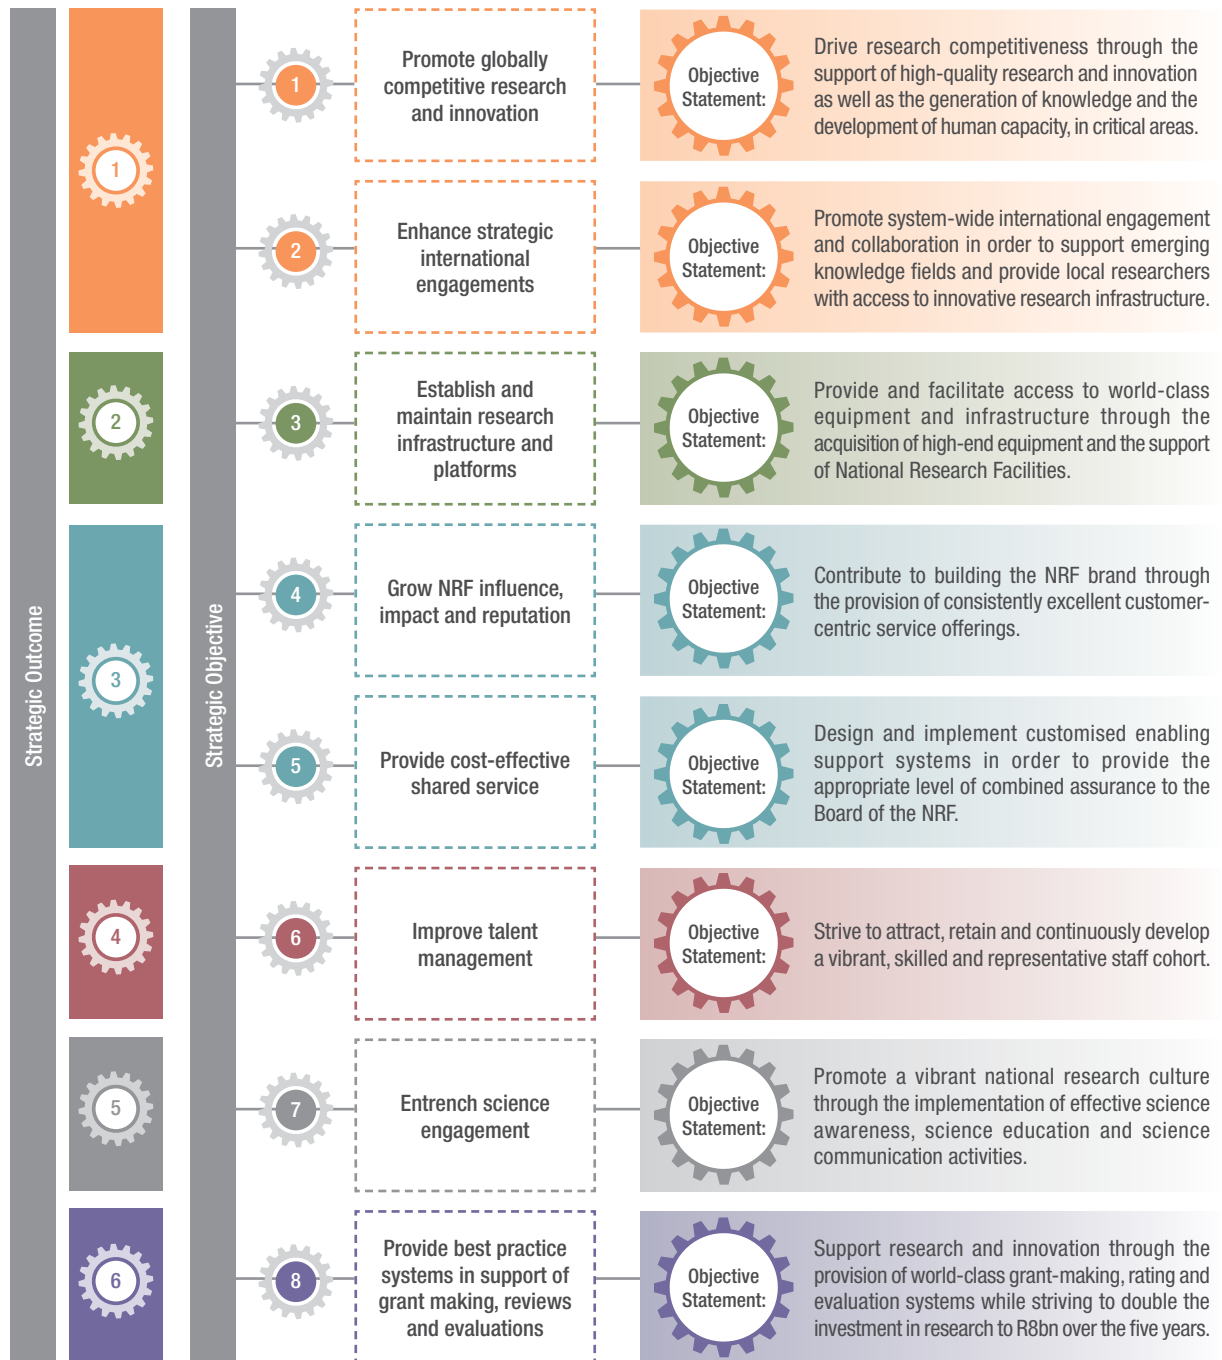 Strategic Outcome
Strategic Objective
1
1
Promote globally
competitive research
and innovation
Objective
Statement:
Drive research competitiveness through the
support of high-quality research and innovation
as well as the generation of knowledge and the
development of human capacity, in critical areas.
2
Enhance strategic
international
engagements
Objective
Statement:
Promote system-wide international engagement
and collaboration in order to support emerging
knowledge fields and provide local researchers
with access to innovative research infrastructure.
2
3
Establish and
maintain research
infrastructure and
platforms
Objective
Statement:
Provide and facilitate access to world-class
equipment and infrastructure through the
acquisition of high-end equipment and the support
of National Research Facilities.
3
4
Grow NRF influence,
impact and reputation
Objective
Statement:
Contribute to building the NRF brand through
the provision of consistently excellent customer-
centric service offerings.
5
Provide cost-effective
shared service
Objective
Statement:
Design and implement customised enabling
support systems in order to provide the
appropriate level of combined assurance to the
Board of the NRF.
4
6
Improve talent
management
Objective
Statement:
Strive to attract, retain and continuously develop
a vibrant, skilled and representative staff cohort.
5
7
Entrench science
engagement
Objective
Statement:
Promote a vibrant national research culture
through the implementation of effective science
awareness, science education and science
communication activities.
6
8
Provide best practice
systems in support of
grant making, reviews
and evaluations
Objective
Statement:
Support research and innovation through the
provision of world-class grant-making, rating and
evaluation systems while striving to double the
investment in research to R8bn over the five years.